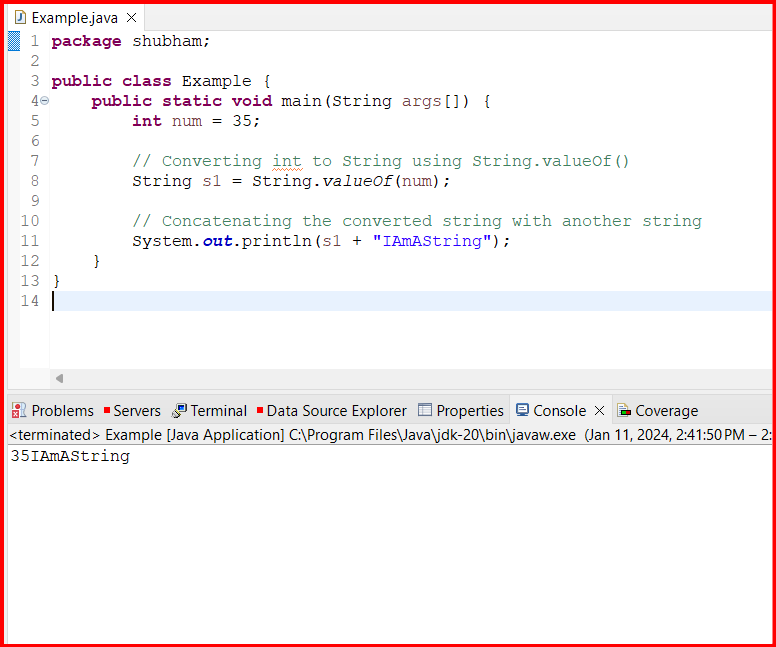 Example.java
1 package shubham;
2
3 public class Example {
4 public static void main(String args[]) {
5 int num = 35;
6
7 // Converting int to String using String.valueOf()
8 String s1 = String.valueOf(num);
9
10 // Concatenating the converted string with another string
11 System.out.println(s1 + "IAmAString");
12 }
13 }
14
Problems Servers Terminal Data Source Explorer Properties Console Coverage
<terminated> Example [Java Application] C:\Program Files\Java\jdk-20\bin\javaw.exe (Jan 11, 2024, 2:41:50 PM – 2:
35IAmAString